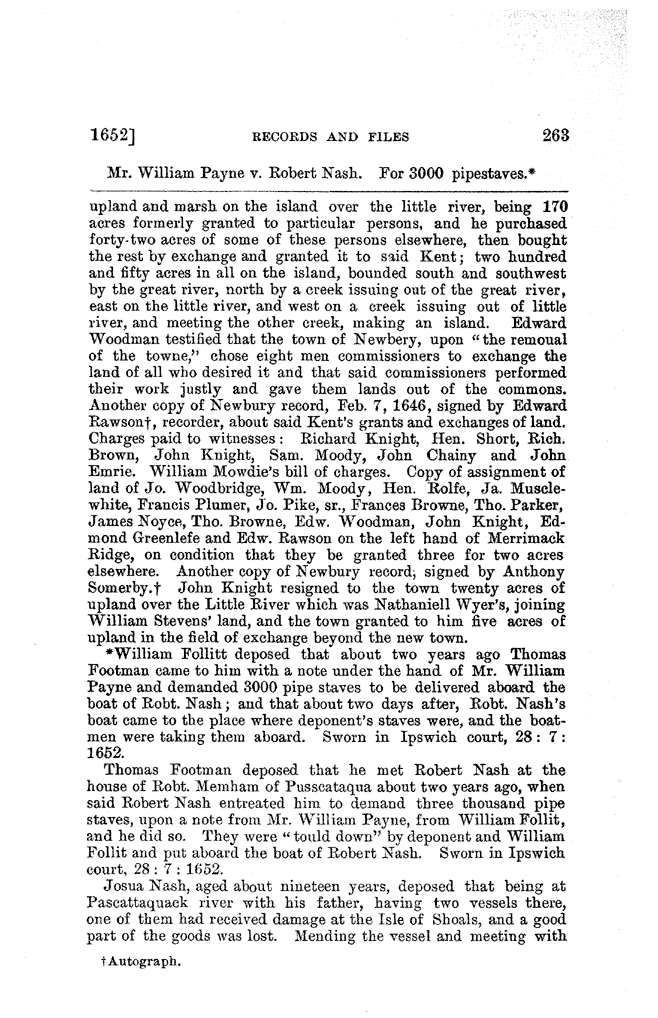 1652]
RECORDS AND FILES
263
Mr. William Payne v. Robert Nash. For 3000 pipestaves.*
upland and marsh on the island over the little river, being 170
acres formerly granted to particular persons, and he purchased
forty-two acres of some of these persons elsewhere, then bought
the rest by exchange and granted it to said Kent; two hundred
and fifty acres in all on the island, bounded south and southwest
by the great river, north by a creek issuing out of the great river,
east on the little river, and west on a creek issuing out of little
river, and meeting the other creek, making an island. Edward
Woodman testified that the town of Newbery, upon "the remoual
of the towne," chose eight men commissioners to exchange the
land of all who desired it and that said commissioners performed
their work justly and gave them lands out of the commons.
Another copy of Newbury record, Feb. 7, 1646, signed by Edward
Rawson†, recorder, about said Kent's grants and exchanges of land.
Charges paid to witnesses: Richard Knight, Hen. Short, Rich.
Brown, John Knight, Sam. Moody, John Chainy and John
Emrie. William Mowdie's bill of charges. Copy of assignment of
land of Jo. Woodbridge, Wm. Moody, Hen. Rolfe, Ja. Muscle-
white, Francis Plumer, Jo. Pike, sr., Frances Browne, Tho. Parker,
James Noyce, Tho. Browne, Edw. Woodman, John Knight, Ed-
mond Greenlefe and Edw. Rawson on the left hand of Merrimack
Ridge, on condition that they be granted three for two acres
elsewhere. Another copy of Newbury record, signed by Anthony
Somerby.† John Knight resigned to the town twenty acres of
upland over the Little River which was Nathaniell Wyer's, joining
William Stevens' land, and the town granted to him five acres of
upland in the field of exchange beyond the new town.
*William Follitt deposed that about two years ago Thomas
Footman came to him with a note under the hand of Mr. William
Payne and demanded 3000 pipe staves to be delivered aboard the
boat of Robt. Nash; and that about two days after, Robt. Nash's
boat came to the place where deponent's staves were, and the boat-
men were taking them aboard. Sworn in Ipswich court, 28: 7:
1652.
Thomas Footman deposed that he met Robert Nash at the
house of Robt. Memham of Pusscataqua about two years ago, when
said Robert Nash entreated him to demand three thousand pipe
staves, upon a note from Mr. William Payne, from William Follit,
and he did so. They were "tould down" by deponent and William
Follit and put aboard the boat of Robert Nash. Sworn in Ipswich
court, 28: 7: 1652.
Josua Nash, aged about nineteen years, deposed that being at
Pascattaquack river with his father, having two vessels there,
one of them had received damage at the Isle of Shoals, and a good
part of the goods was lost. Mending the vessel and meeting with
†Autograph.